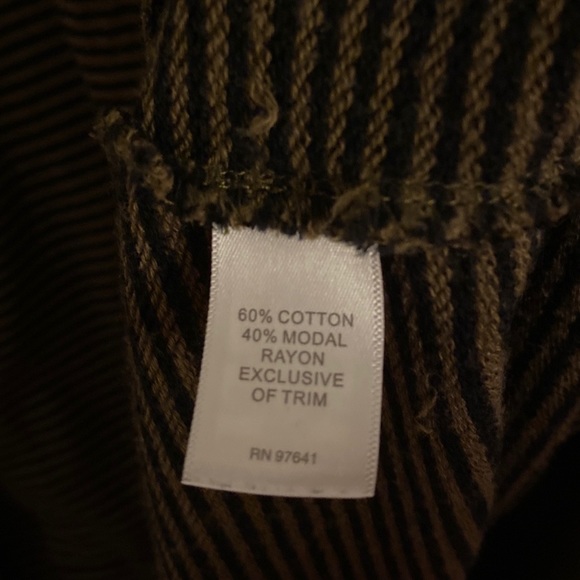 60% COTTON
40% MODAL
RAYON
EXCLUSIVE
OF TRIM
RN 97641